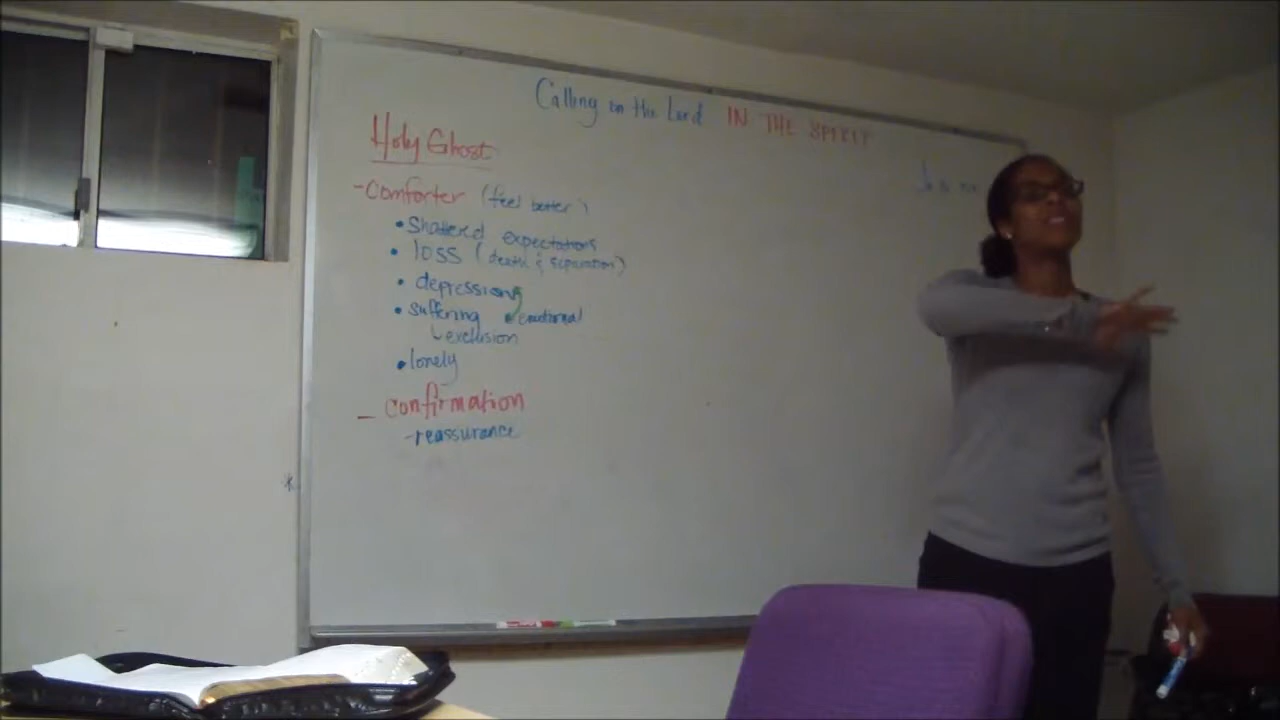 Calling on the Lord IN THE SPIRIT
Holy Ghost
- Comforter (feel better)
• Shattered expectations
• loss (death & separation)
• depression
• suffering • emotional
exclusion
• lonely
- confirmation
- reassurance